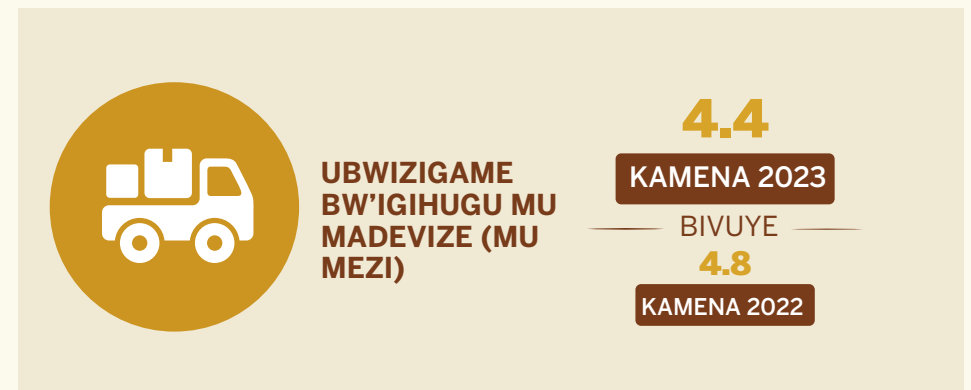 UBWIZIGAME
BW’IGIHUGU MU
MADEVIZE (MU
MEZI)
4.4
KAMENA 2023
BIVUYE
4.8
KAMENA 2022